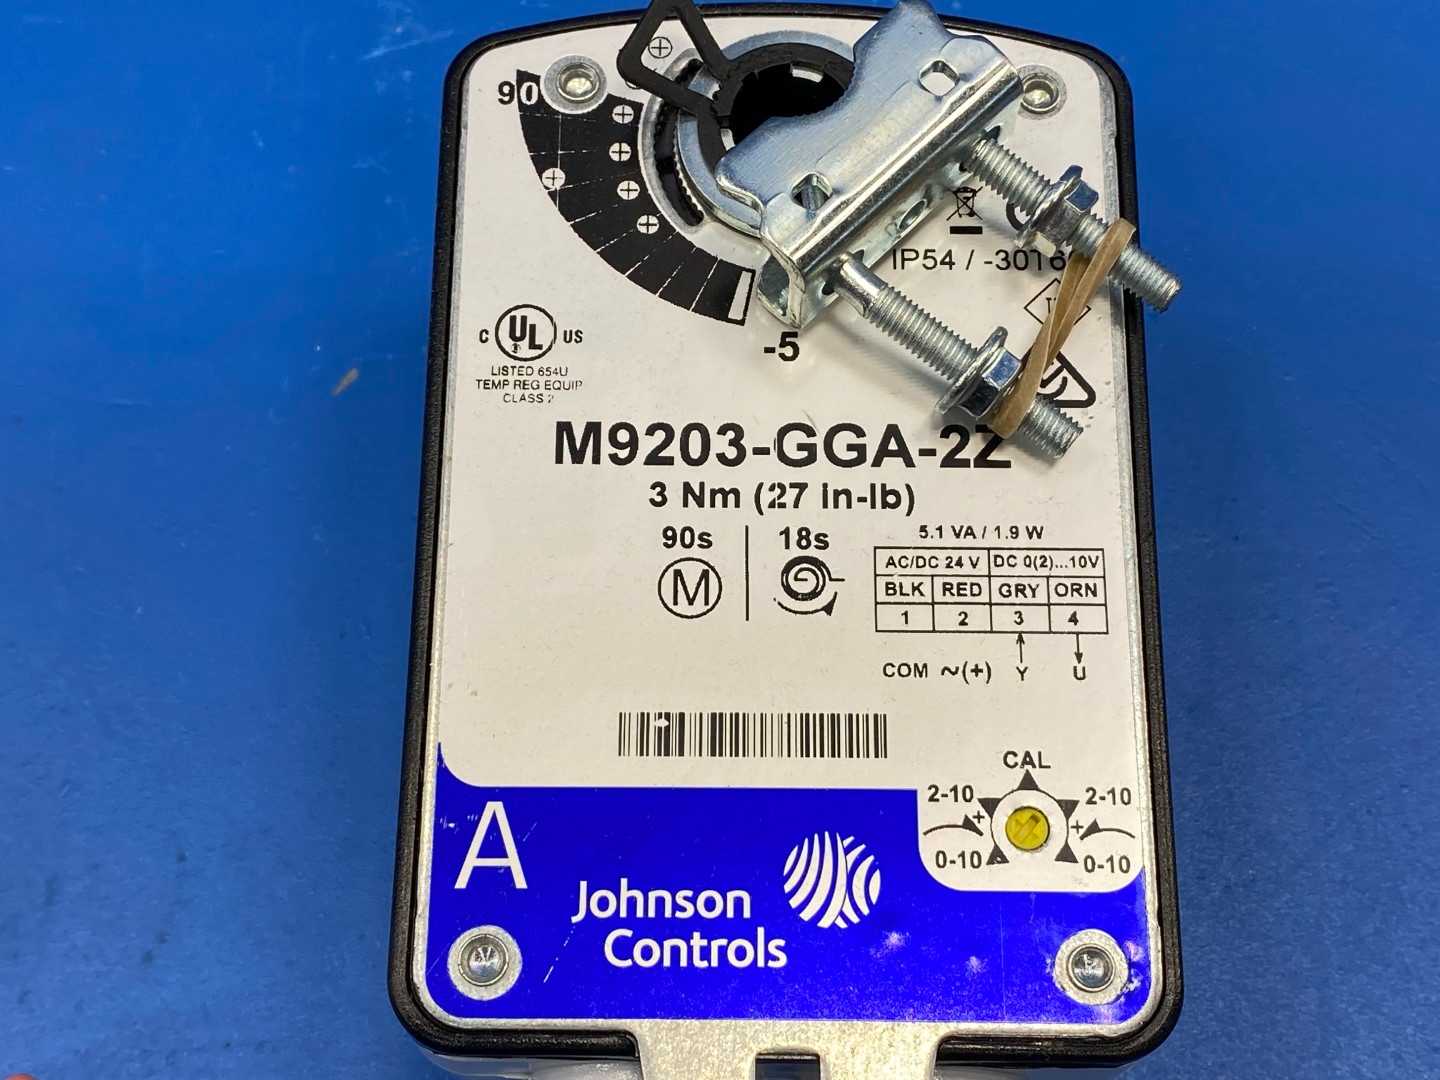 90
IP54 / -30T6
-5
C UL US
LISTED 654U
TEMP REG EQUIP
CLASS 2
M9203-GGA-2Z
3 Nm (27 in-lb)
90s
18s
M
5.1 VA / 1.9 W
AC/DC 24 V DC 0(2)...10V
BLK RED GRY ORN
1 2 3 4
COM ~(+) Y U
CAL
2-10 2-10
+ +
0-10 0-10
A
Johnson
Controls